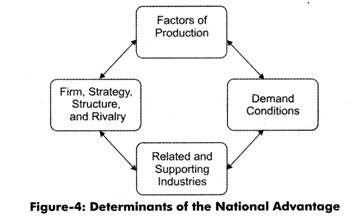 Factors of
Production
Firm, Strategy,
Structure,
and Rivalry
Demand
Conditions
Related and
Supporting
Industries
Figure-4: Determinants of the National Advantage